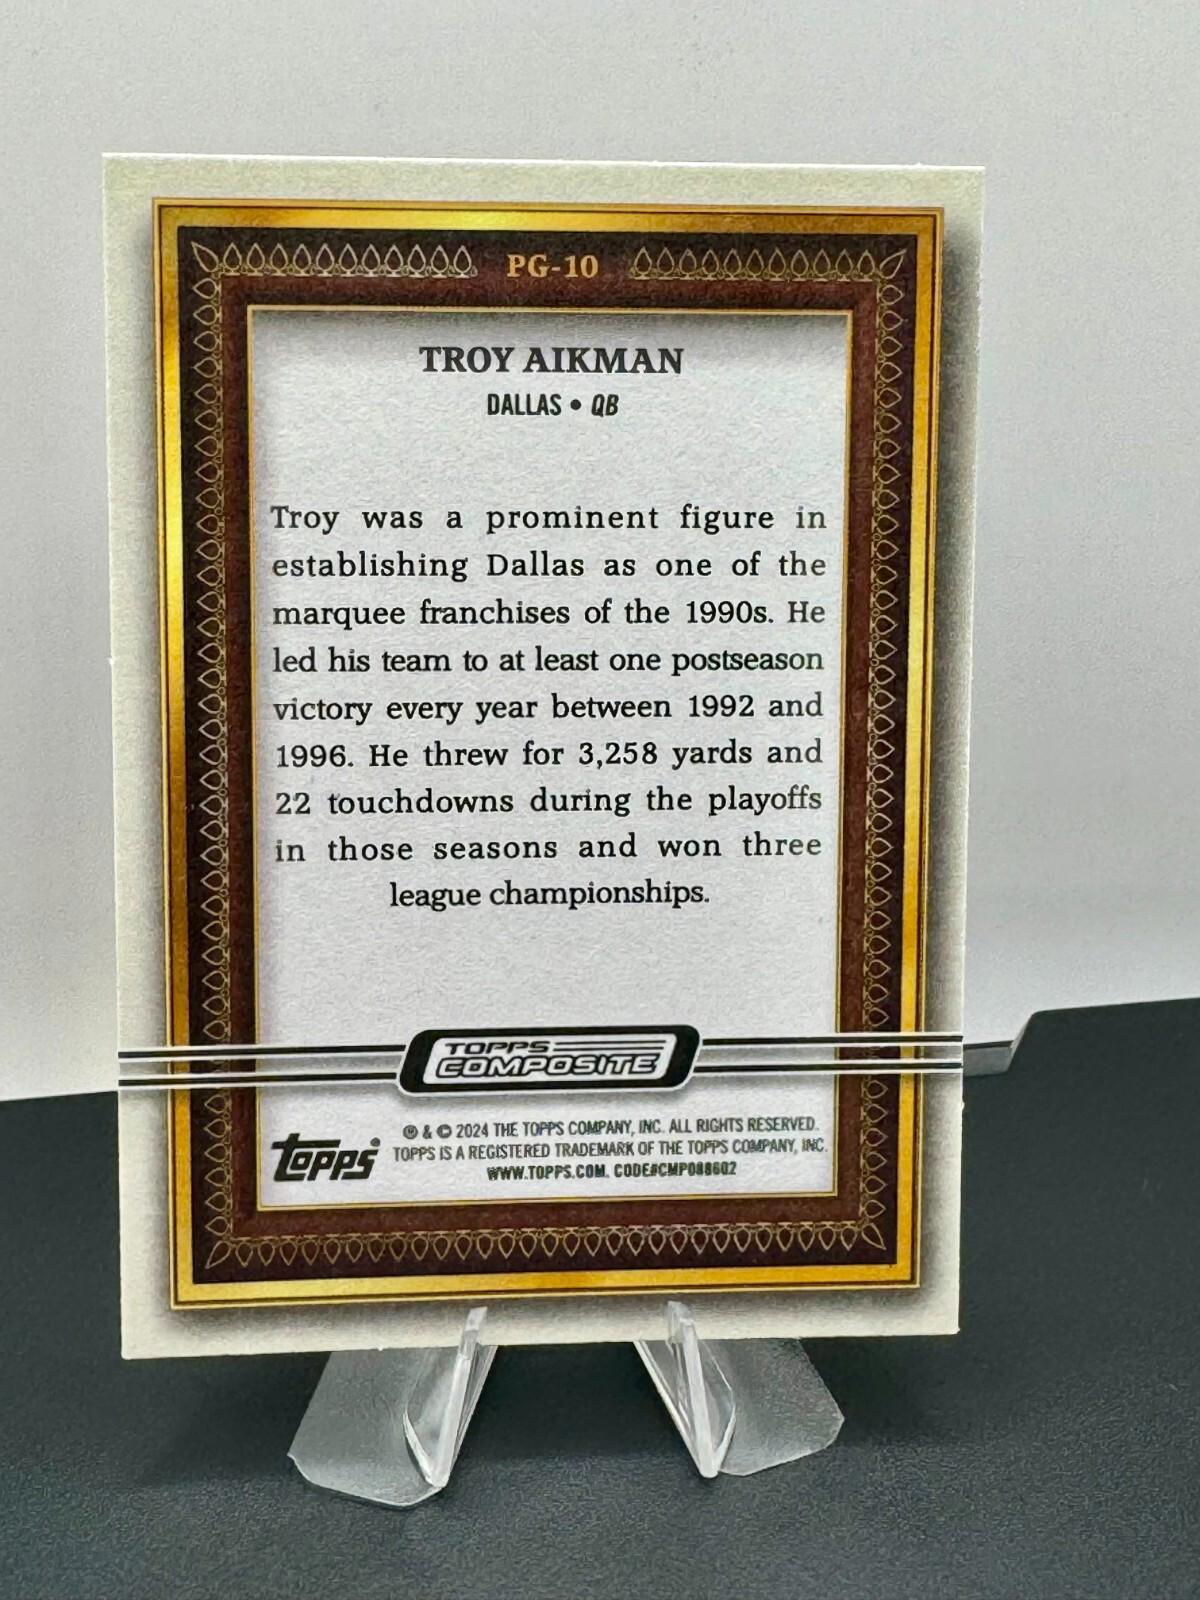 PG-10
TROY AIKMAN
DALLAS • QB
Troy was a prominent figure in
establishing Dallas as one of the
marquee franchises of the 1990s. He
led his team to at least one postseason
victory every year between 1992 and
1996. He threw for 3,258 yards and
22 touchdowns during the playoffs
in those seasons and won three
league championships.
TOPPS
COMPOSITE
topps®
® & © 2024 THE TOPPS COMPANY, INC. ALL RIGHTS RESERVED.
TOPPS IS A REGISTERED TRADEMARK OF THE TOPPS COMPANY, INC.
WWW.TOPPS.COM. CODE#CMP088602